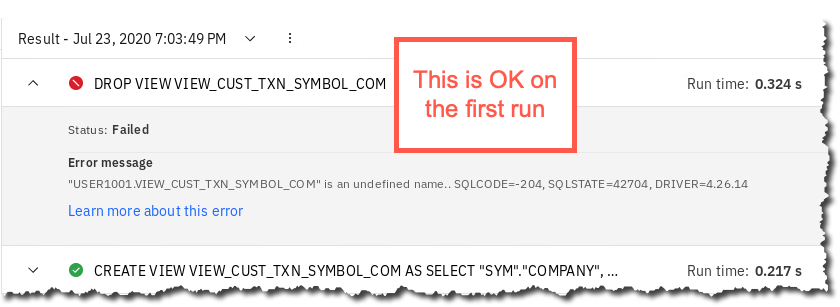 Result - Jul 23, 2020 7:03:49 PM
DROP VIEW VIEW_CUST_TXN_SYMBOL_COM
This is OK on
the first run
Run time: 0.324 s
Status: Failed
Error message
"USER1001.VIEW_CUST_TXN_SYMBOL_COM" is an undefined name.. SQLCODE=-204, SQLSTATE=42704, DRIVER=4.26.14
Learn more about this error
CREATE VIEW VIEW_CUST_TXN_SYMBOL_COM AS SELECT "SYM"."COMPANY", ...
Run time: 0.217 s